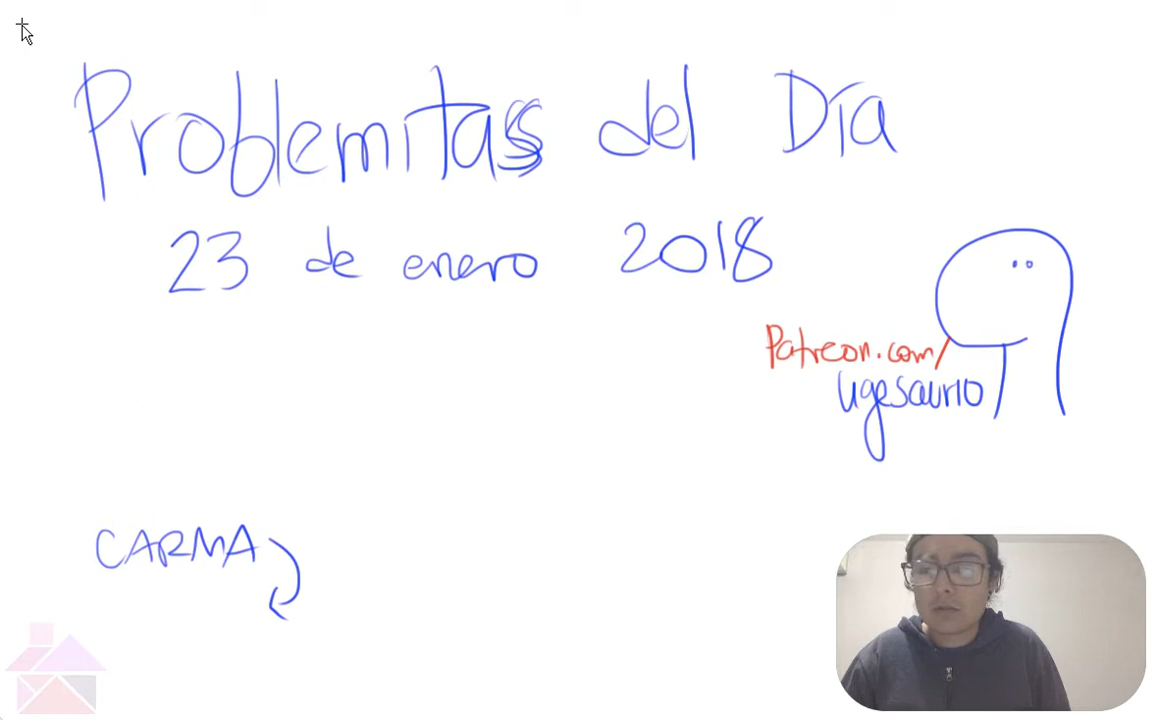 Problemitas del Día
23 de enero 2018
Patreon.com/
ugesaurio
CARMA